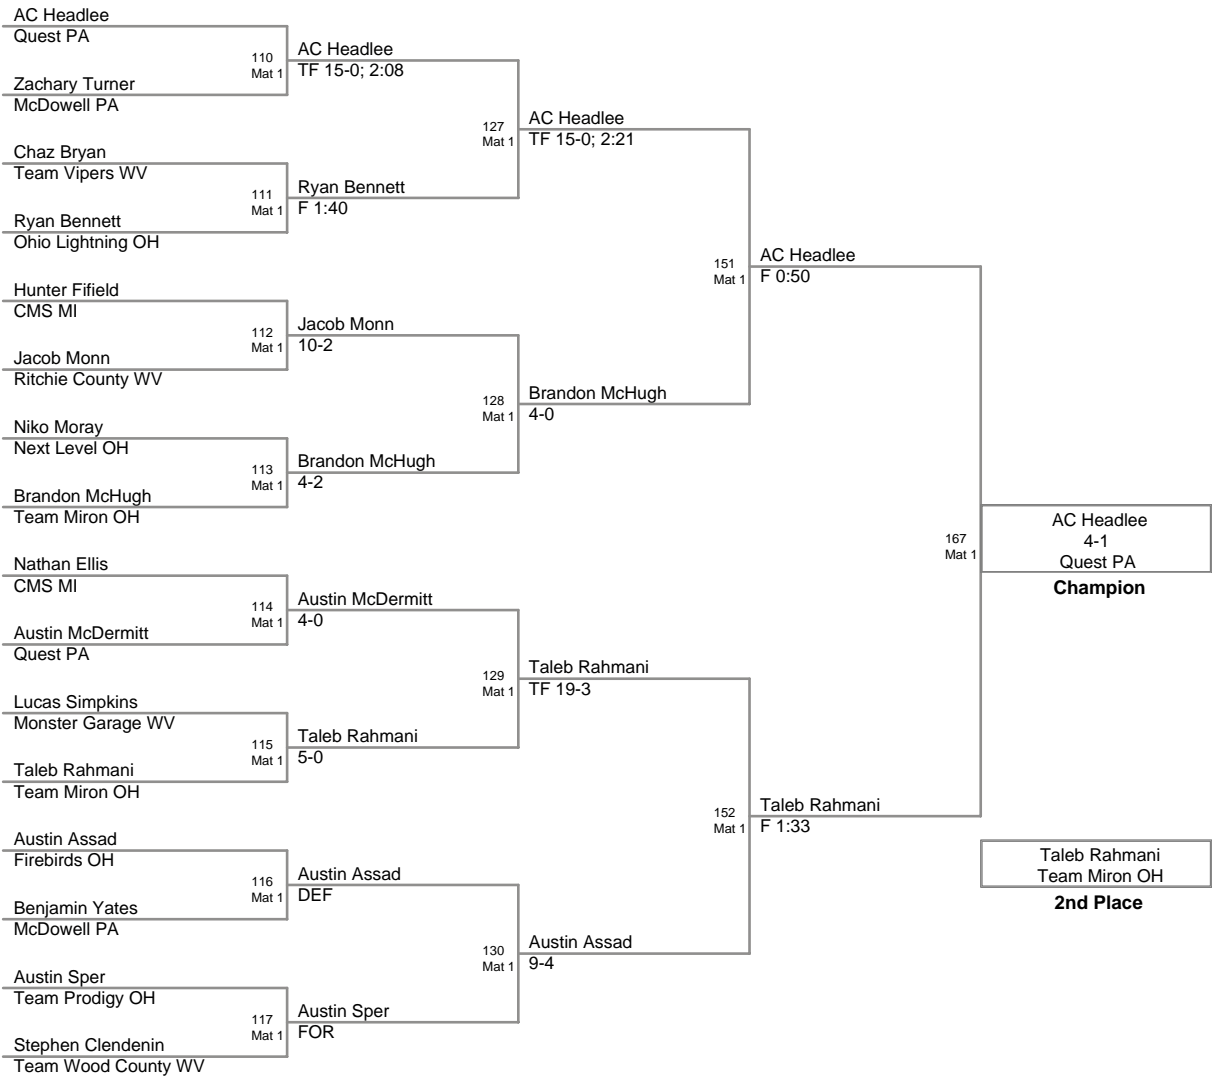 AC Headlee
Quest PA
110
Mat 1
AC Headlee
TF 15-0; 2:08
Zachary Turner
McDowell PA
127
Mat 1
AC Headlee
TF 15-0; 2:21
Chaz Bryan
Team Vipers WV
111
Mat 1
Ryan Bennett
F 1:40
Ryan Bennett
Ohio Lightning OH
151
Mat 1
AC Headlee
F 0:50
Hunter Fifield
CMS MI
112
Mat 1
Jacob Monn
10-2
Jacob Monn
Ritchie County WV
128
Mat 1
Brandon McHugh
4-0
Niko Moray
Next Level OH
113
Mat 1
Brandon McHugh
4-2
Brandon McHugh
Team Miron OH
167
Mat 1
AC Headlee
4-1
Quest PA
Champion
Nathan Ellis
CMS MI
114
Mat 1
Austin McDermitt
4-0
Austin McDermitt
Quest PA
129
Mat 1
Taleb Rahmani
TF 19-3
Lucas Simpkins
Monster Garage WV
115
Mat 1
Taleb Rahmani
5-0
Taleb Rahmani
Team Miron OH
152
Mat 1
Taleb Rahmani
F 1:33
Austin Assad
Firebirds OH
116
Mat 1
Austin Assad
DEF
Taleb Rahmani
Team Miron OH
2nd Place
Benjamin Yates
McDowell PA
130
Mat 1
Austin Assad
9-4
Austin Sper
Team Prodigy OH
117
Mat 1
Austin Sper
FOR
Stephen Clendenin
Team Wood County WV